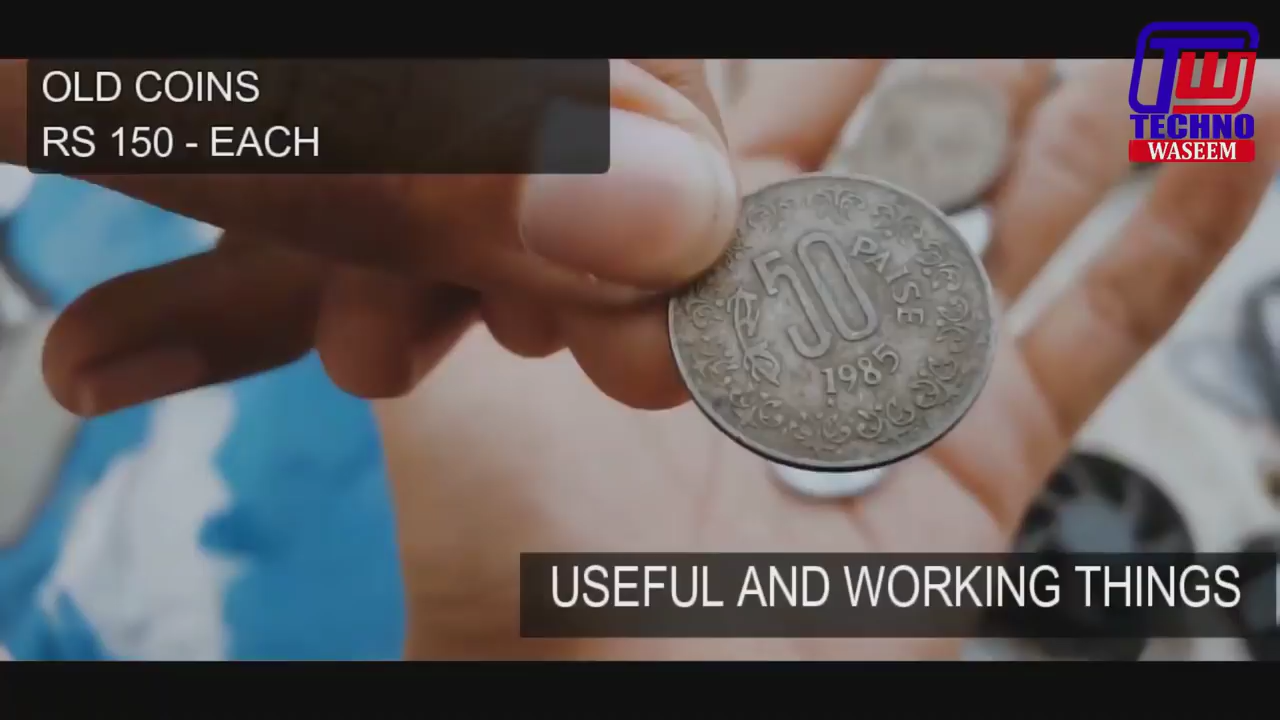 OLD COINS
RS 150 - EACH
TW
TECHNO
WASEEM
50
PAISE
1985
USEFUL AND WORKING THINGS